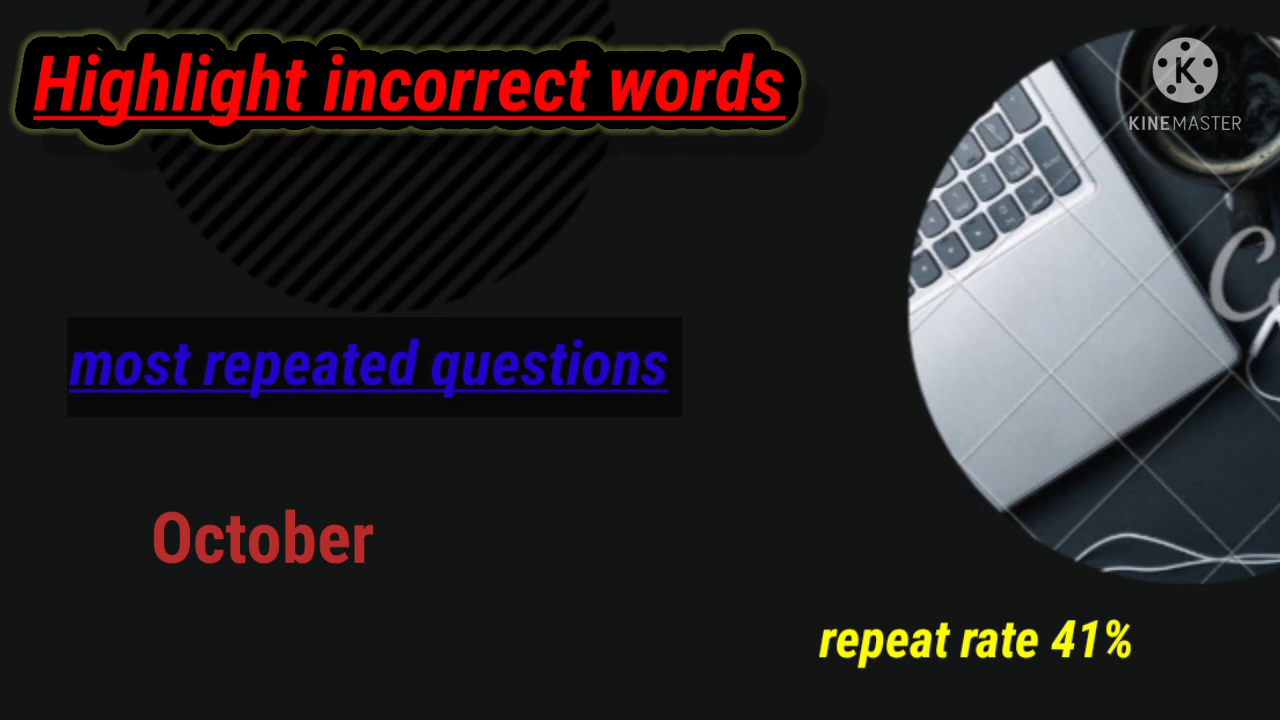 Highlight incorrect words
KINEMASTER
most repeated questions
October
repeat rate 41%